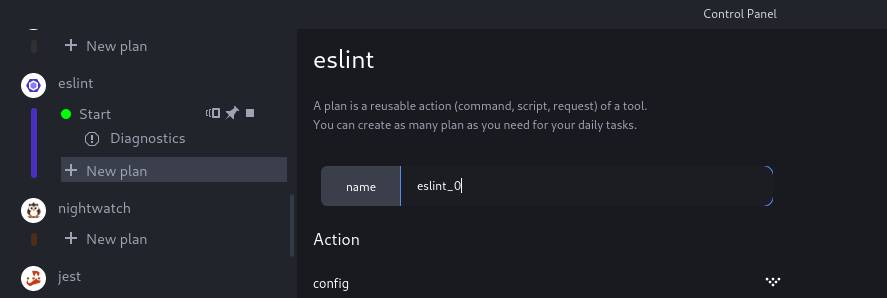 Control Panel
New plan
eslint
Start
Diagnostics
New plan
nightwatch
New plan
jest
eslint
A plan is a reusable action (command, script, request) of a tool.
You can create as many plan as you need for your daily tasks.
name
eslint_0
Action
config